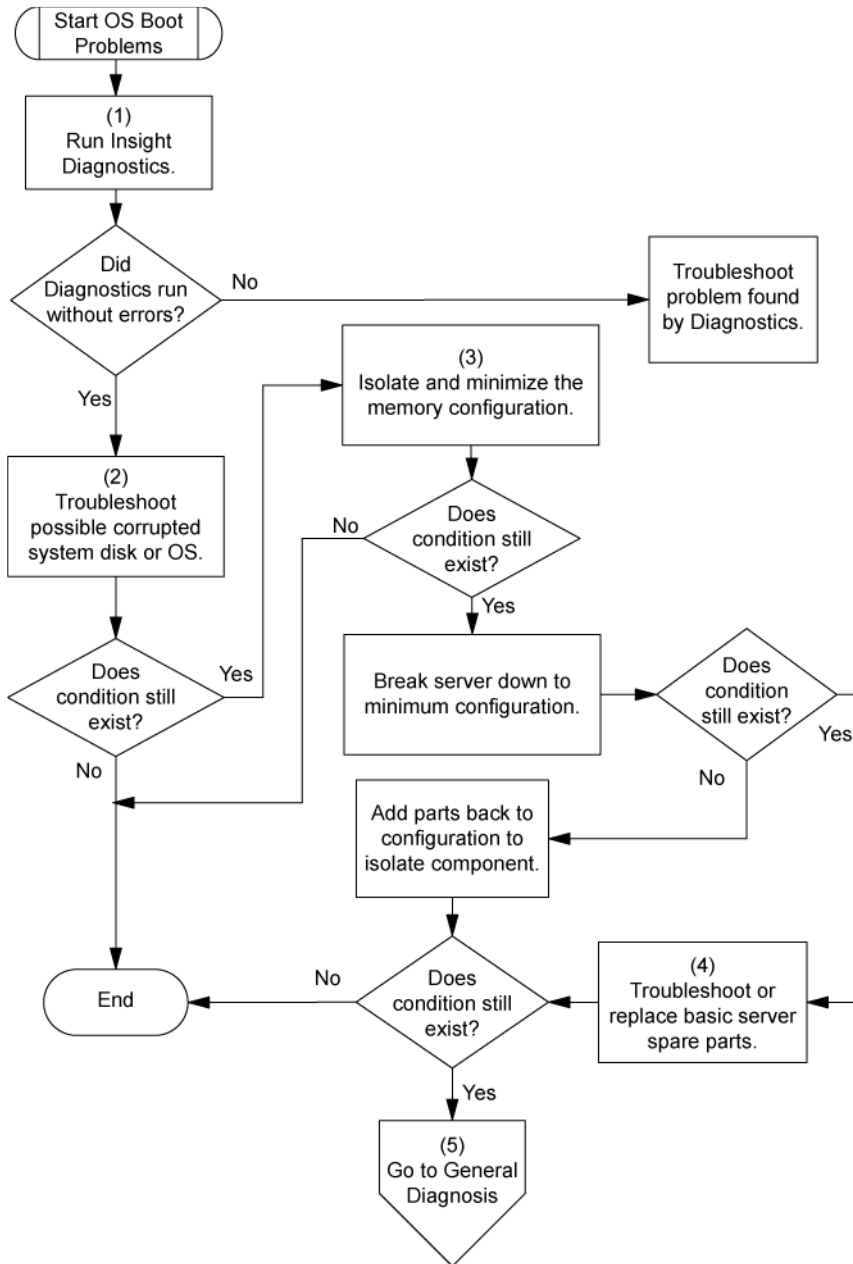 Start OS Boot
Problems
(1)
Run Insight
Diagnostics.
Did
Diagnostics run
without errors?
No
Troubleshoot
problem found
by Diagnostics.
Yes
(2)
Troubleshoot
possible corrupted
system disk or OS.
Does
condition still
exist?
Yes
No
(3)
Isolate and minimize the
memory configuration.
Does
condition still
exist?
No
Yes
Break server down to
minimum configuration.
Does
condition
still exist?
Yes
No
Add parts back to
configuration to
isolate component.
(4)
Troubleshoot or
replace basic server
spare parts.
Does
condition still
exist?
No
End
Yes
(5)
Go to General
Diagnosis